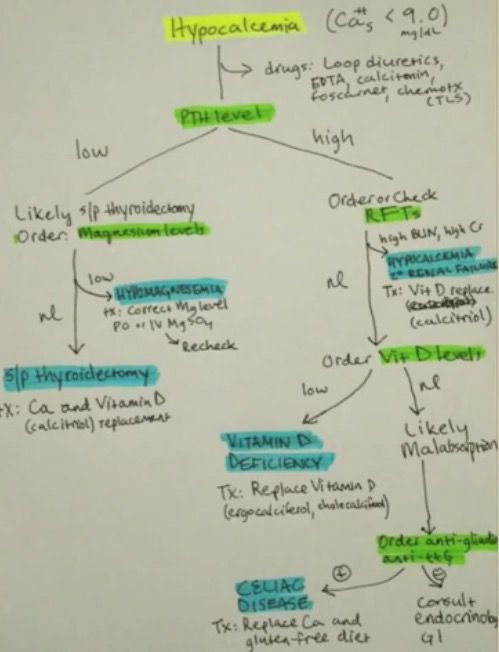 Hypocalcemia (Ca++s < 9.0)
mg/dL
drugs: Loop diuretics,
EDTA, calcitonin,
foscarnet, chemotx
(TLS)
PTH level
low
high
Likely s/p thyroidectomy
Order: Magnesium levels
Order or Check
RFTs
high BUN, high Cr
HYPOCALCEMIA
2° RENAL FAILURE
Tx: Vit D replace.
(calcitriol)
nl
low
HYPOMAGNESEMIA
tx: correct Mg level
PO or IV MgSO4
Recheck
nl
s/p thyroidectomy
tx: Ca and Vitamin D
(calcitriol) replacement
Order Vit D levels
low
nl
VITAMIN D
DEFICIENCY
Tx: Replace Vitamin D
(ergocalciferol, cholecalciferol)
Likely
Malabsorption
Order anti-gliadin
anti-ttG
+
-
CELIAC
DISEASE
Tx: Replace Ca and
gluten-free diet
Consult
endocrinology
GI